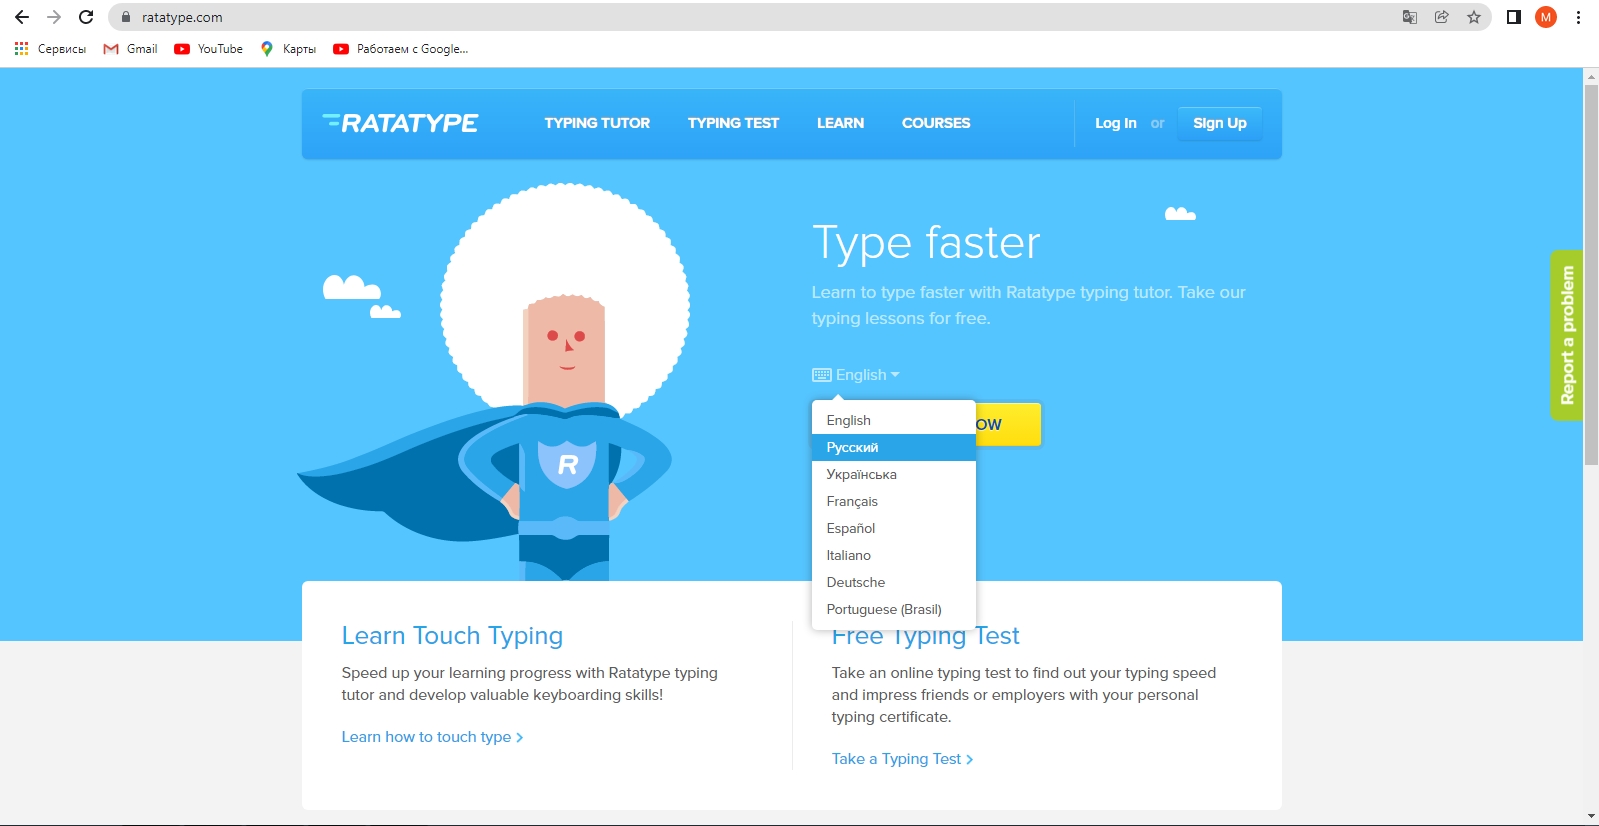 ratatype.com
M
Сервисы
Gmail
YouTube
Карты
Работаем с Google...
RATATYPE
TYPING TUTOR
TYPING TEST
LEARN
COURSES
Log In or Sign Up
Type faster
Learn to type faster with Ratatype typing tutor. Take our
typing lessons for free.
Report a problem
English
English
OW
Русский
Українська
Français
Español
Italiano
Deutsche
Portuguese (Brasil)
R
Learn Touch Typing
Speed up your learning progress with Ratatype typing
tutor and develop valuable keyboarding skills!
Learn how to touch type
Free Typing Test
Take an online typing test to find out your typing speed
and impress friends or employers with your personal
typing certificate.
Take a Typing Test